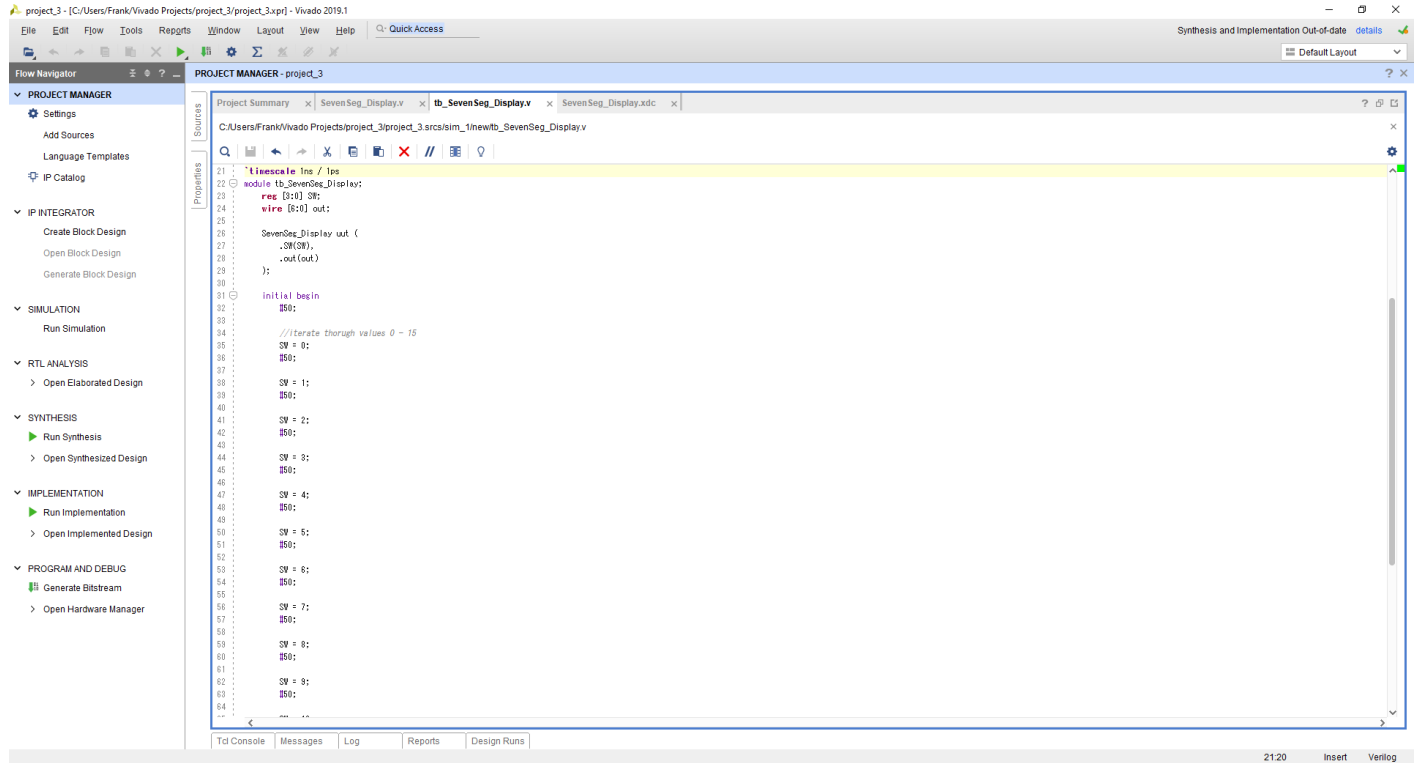 project_3 - [C:/Users/Frank/Vivado Projects/project_3/project_3.xpr] - Vivado 2019.1
File Edit Flow Tools Reports Window Layout View Help Quick Access
Synthesis and Implementation Out-of-date details
Default Layout
Flow Navigator
PROJECT MANAGER - project_3
PROJECT MANAGER
Settings
Add Sources
Language Templates
IP Catalog
IP INTEGRATOR
Create Block Design
Open Block Design
Generate Block Design
SIMULATION
Run Simulation
RTL ANALYSIS
Open Elaborated Design
SYNTHESIS
Run Synthesis
Open Synthesized Design
IMPLEMENTATION
Run Implementation
Open Implemented Design
PROGRAM AND DEBUG
Generate Bitstream
Open Hardware Manager
Sources
Properties
Project Summary SevenSeg_Display.v tb_SevenSeg_Display.v SevenSeg_Display.xdc
C:/Users/Frank/Vivado Projects/project_3/project_3.srcs/sim_1/new/tb_SevenSeg_Display.v
21 `timescale 1ns / 1ps
22 module tb_SevenSeg_Display;
23 reg [3:0] SW;
24 wire [6:0] out;
25
26 SevenSeg_Display uut (
27 .SW(SW),
28 .out(out)
29 );
30
31 initial begin
32 #50;
33
34 //iterate thorugh values 0 - 15
35 SW = 0;
36 #50;
37
38 SW = 1;
39 #50;
40
41 SW = 2;
42 #50;
43
44 SW = 3;
45 #50;
46
47 SW = 4;
48 #50;
49
50 SW = 5;
51 #50;
52
53 SW = 6;
54 #50;
55
56 SW = 7;
57 #50;
58
59 SW = 8;
60 #50;
61
62 SW = 9;
63 #50;
64
Tcl Console Messages Log Reports Design Runs
21:20 Insert Verilog